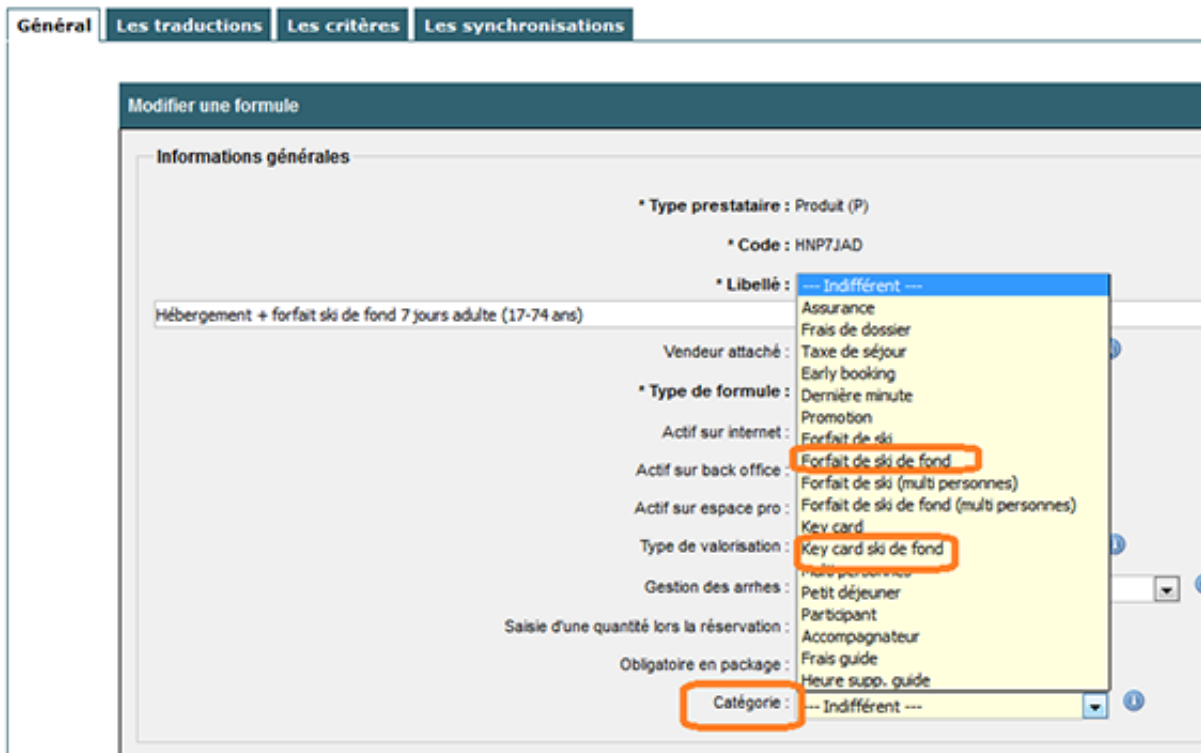 Général Les traductions Les critères Les synchronisations
Modifier une formule
Informations générales
* Type prestataire : Produit (P)
* Code : HNP7JAD
* Libellé :
Hébergement + forfait ski de fond 7 jours adulte (17-74 ans)
Vendeur attaché :
* Type de formule :
Actif sur internet :
Actif sur back office :
Actif sur espace pro :
Type de valorisation :
Gestion des arrhes :
Saisie d'une quantité lors la réservation :
Obligatoire en package :
Catégorie : --- Indifférent ---
--- Indifférent ---
Assurance
Frais de dossier
Taxe de séjour
Early booking
Dernière minute
Promotion
Forfait de ski
Forfait de ski de fond
Forfait de ski (multi personnes)
Forfait de ski de fond (multi personnes)
Key card
Key card ski de fond
Multi personnes
Petit déjeuner
Participant
Accompagnateur
Frais guide
Heure supp. guide